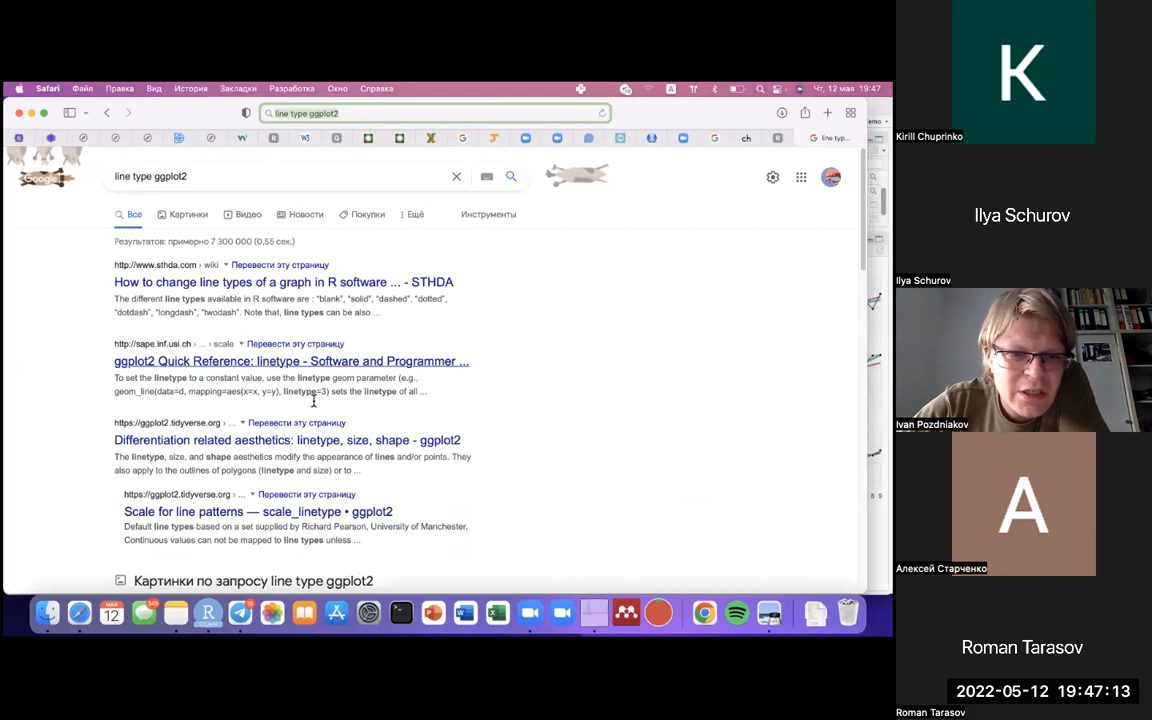 Safari Файл Правка Вид История Закладки Разработка Окно Справка
A Чт, 12 мая 19:47
line type ggplot2
W3
ch
G line typ...
Google
line type ggplot2
Все Картинки Видео Новости Покупки Ещё Инструменты
Результатов: примерно 7 300 000 (0,55 сек.)
http://www.sthda.com › wiki Перевести эту страницу
How to change line types of a graph in R software ... - STHDA
The different line types available in R software are : “blank”, “solid”, “dashed”, “dotted”,
“dotdash”, “longdash”, “twodash”. Note that, line types can be also ...
http://sape.inf.usi.ch › ... › scale Перевести эту страницу
ggplot2 Quick Reference: linetype - Software and Programmer ...
To set the linetype to a constant value, use the linetype geom parameter (e.g.,
geom_line(data=d, mapping=aes(x=x, y=y), linetype=3) sets the linetype of all ...
https://ggplot2.tidyverse.org › ... Перевести эту страницу
Differentiation related aesthetics: linetype, size, shape - ggplot2
The linetype, size, and shape aesthetics modify the appearance of lines and/or points. They
also apply to the outlines of polygons (linetype and size) or to ...
https://ggplot2.tidyverse.org › ... Перевести эту страницу
Scale for line patterns — scale_linetype • ggplot2
Default line types based on a set supplied by Richard Pearson, University of Manchester.
Continuous values can not be mapped to line types unless ...
Картинки по запросу line type ggplot2
8 9
МАЙ
12
R
K
Kirill Chuprinko
Ilya Schurov
Ilya Schurov
Ivan Pozdniakov
A
Алексей Старченко
Roman Tarasov
2022-05-12 19:47:13
Roman Tarasov